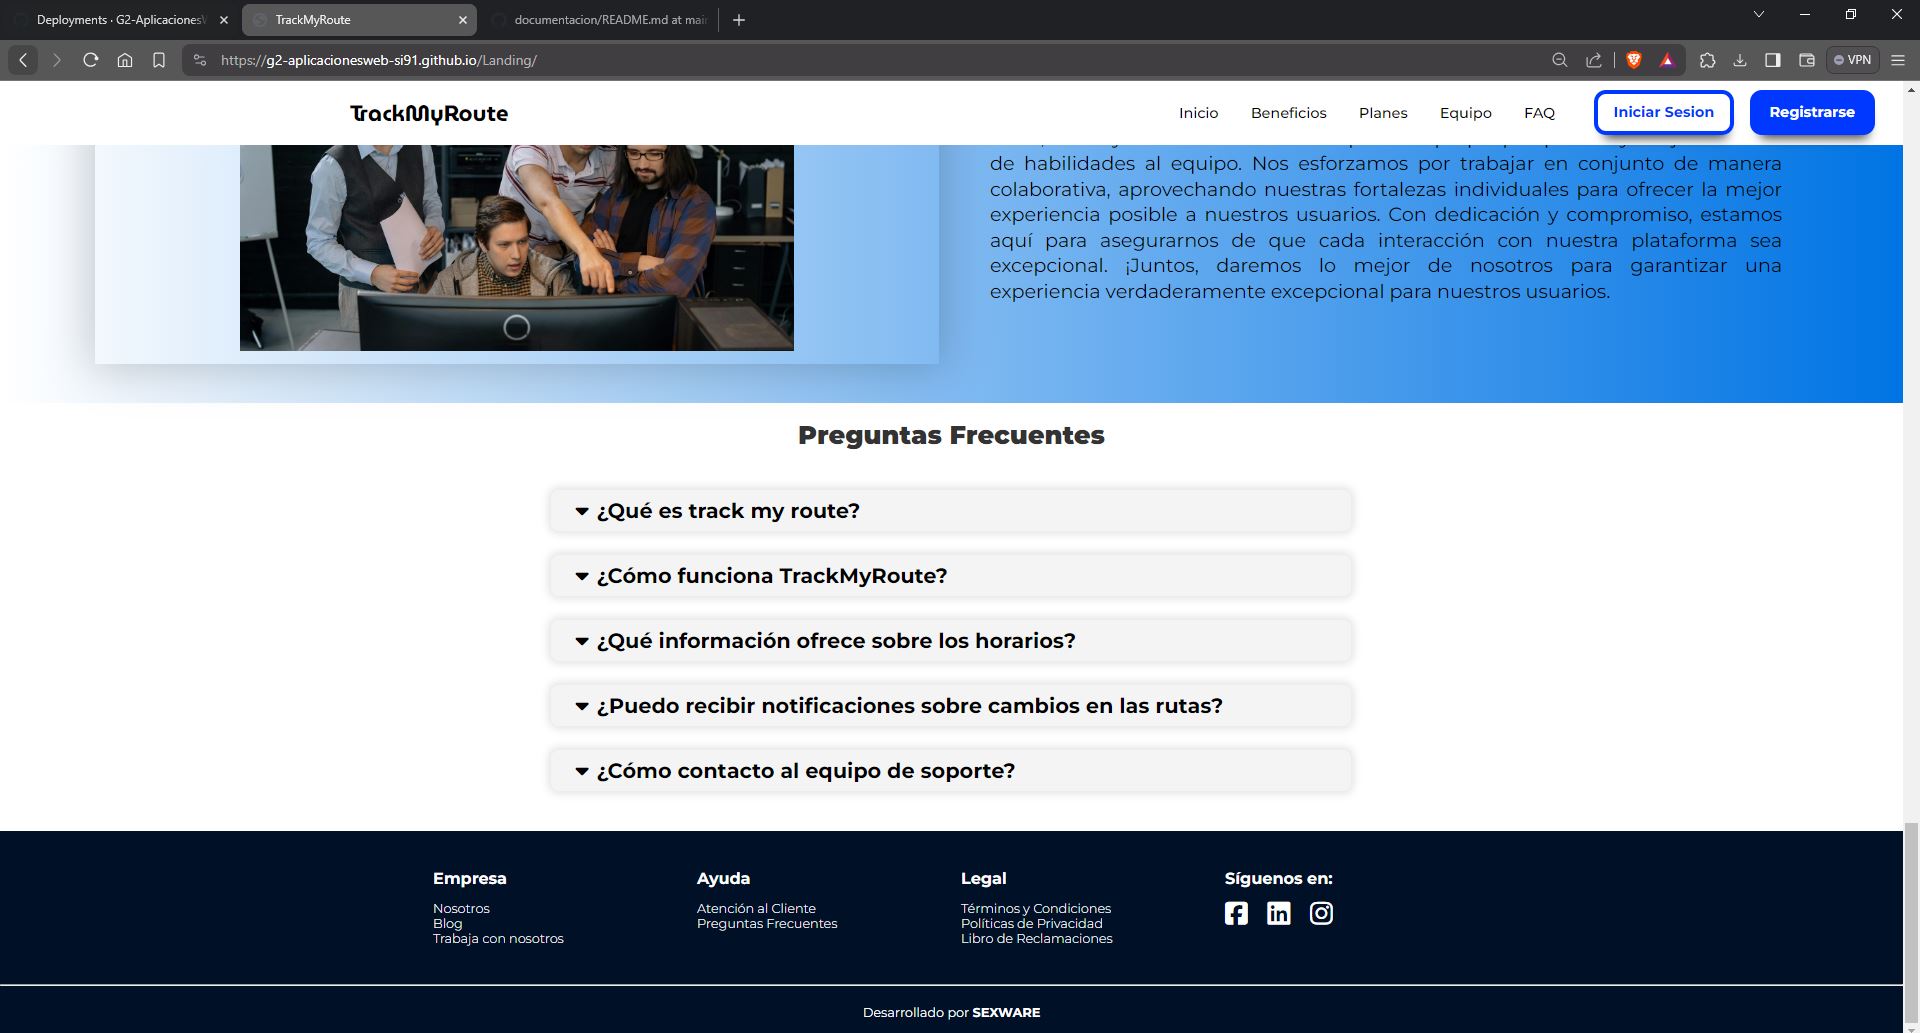 Deployments · G2-Aplicaciones
TrackMyRoute
documentacion/README.md at mai
https://g2-aplicacionesweb-si91.github.io/Landing/
VPN
TrackMyRoute
Inicio
Beneficios
Planes
Equipo
FAQ
Iniciar Sesion
Registrarse
de habilidades al equipo. Nos esforzamos por trabajar en conjunto de manera
colaborativa, aprovechando nuestras fortalezas individuales para ofrecer la mejor
experiencia posible a nuestros usuarios. Con dedicación y compromiso, estamos
aquí para asegurarnos de que cada interacción con nuestra plataforma sea
excepcional. ¡Juntos, daremos lo mejor de nosotros para garantizar una
experiencia verdaderamente excepcional para nuestros usuarios.
Preguntas Frecuentes
¿Qué es track my route?
¿Cómo funciona TrackMyRoute?
¿Qué información ofrece sobre los horarios?
¿Puedo recibir notificaciones sobre cambios en las rutas?
¿Cómo contacto al equipo de soporte?
Empresa
Nosotros
Blog
Trabaja con nosotros
Ayuda
Atención al Cliente
Preguntas Frecuentes
Legal
Términos y Condiciones
Políticas de Privacidad
Libro de Reclamaciones
Síguenos en:
Desarrollado por SEXWARE